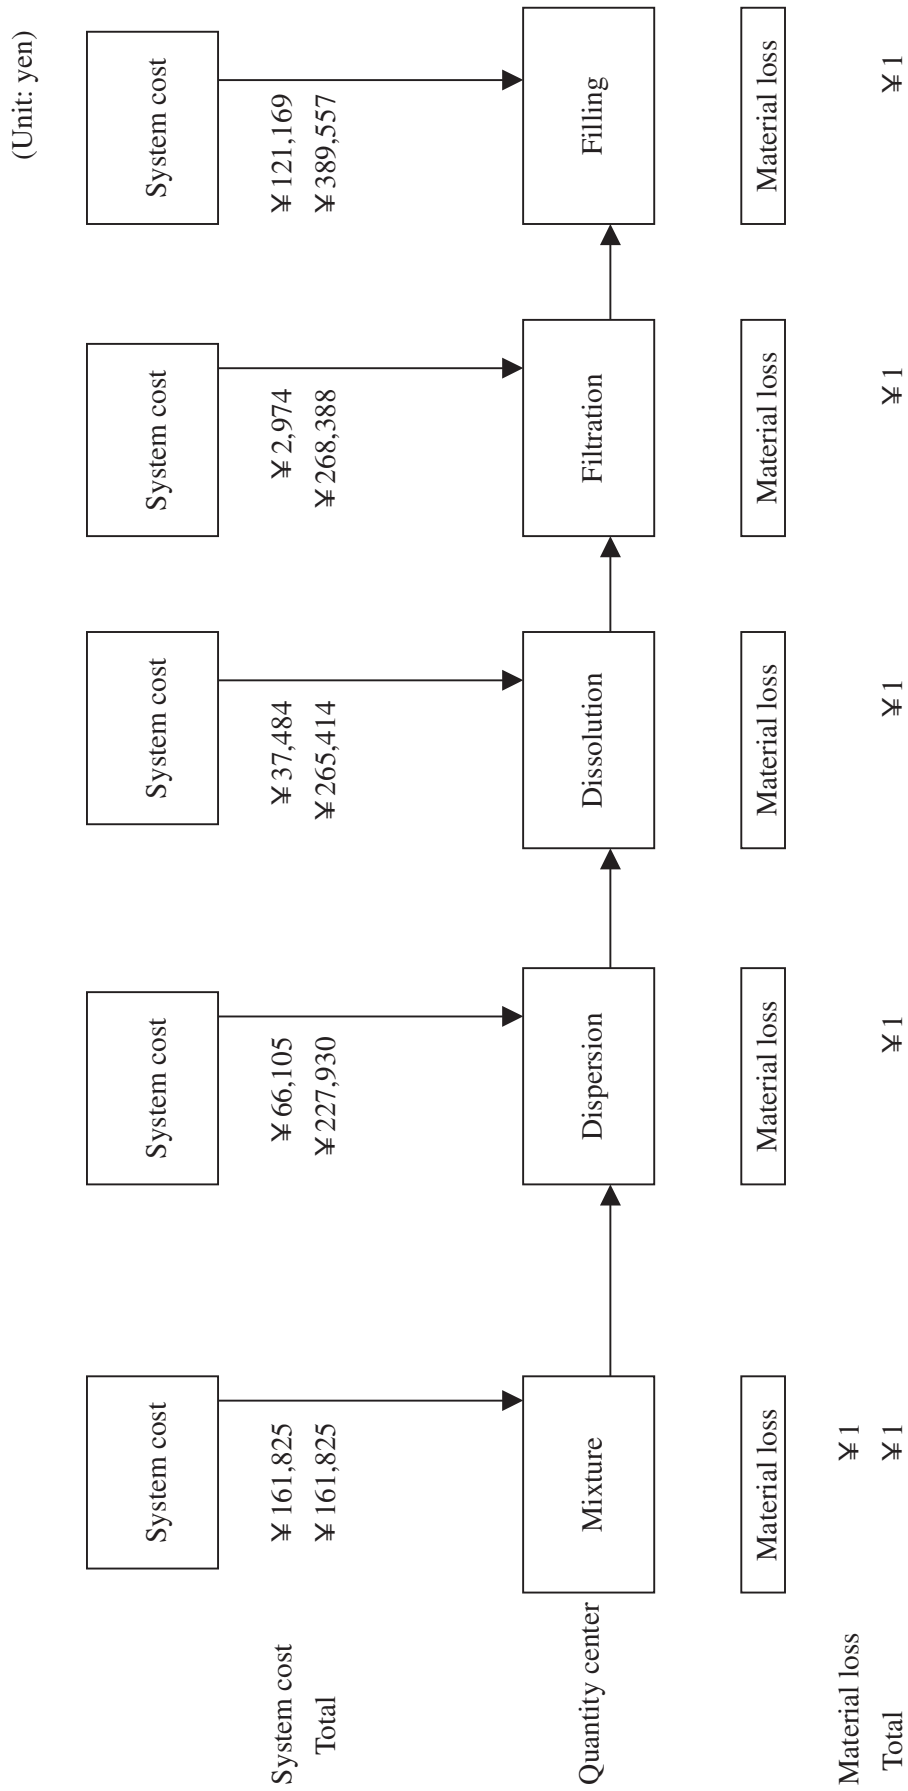 (Unit: yen)
System cost
System cost
System cost
System cost
System cost
System cost ¥161,825 ¥66,105 ¥37,484 ¥2,974 ¥121,169
Total ¥161,825 ¥227,930 ¥265,414 ¥268,388 ¥389,557
Quantity center Mixture Dispersion Dissolution Filtration Filling
Material loss
Material loss
Material loss
Material loss
Material loss
Material loss ¥1
Total ¥1 ¥1 ¥1 ¥1 ¥1